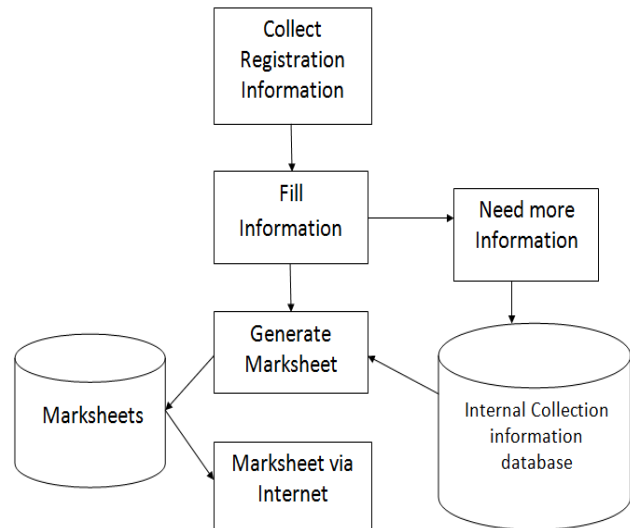 Collect
Registration
Information
Fill
Information
Need more
Information
Generate
Marksheet
Marksheets
Internal Collection
information
database
Marksheet via
Internet